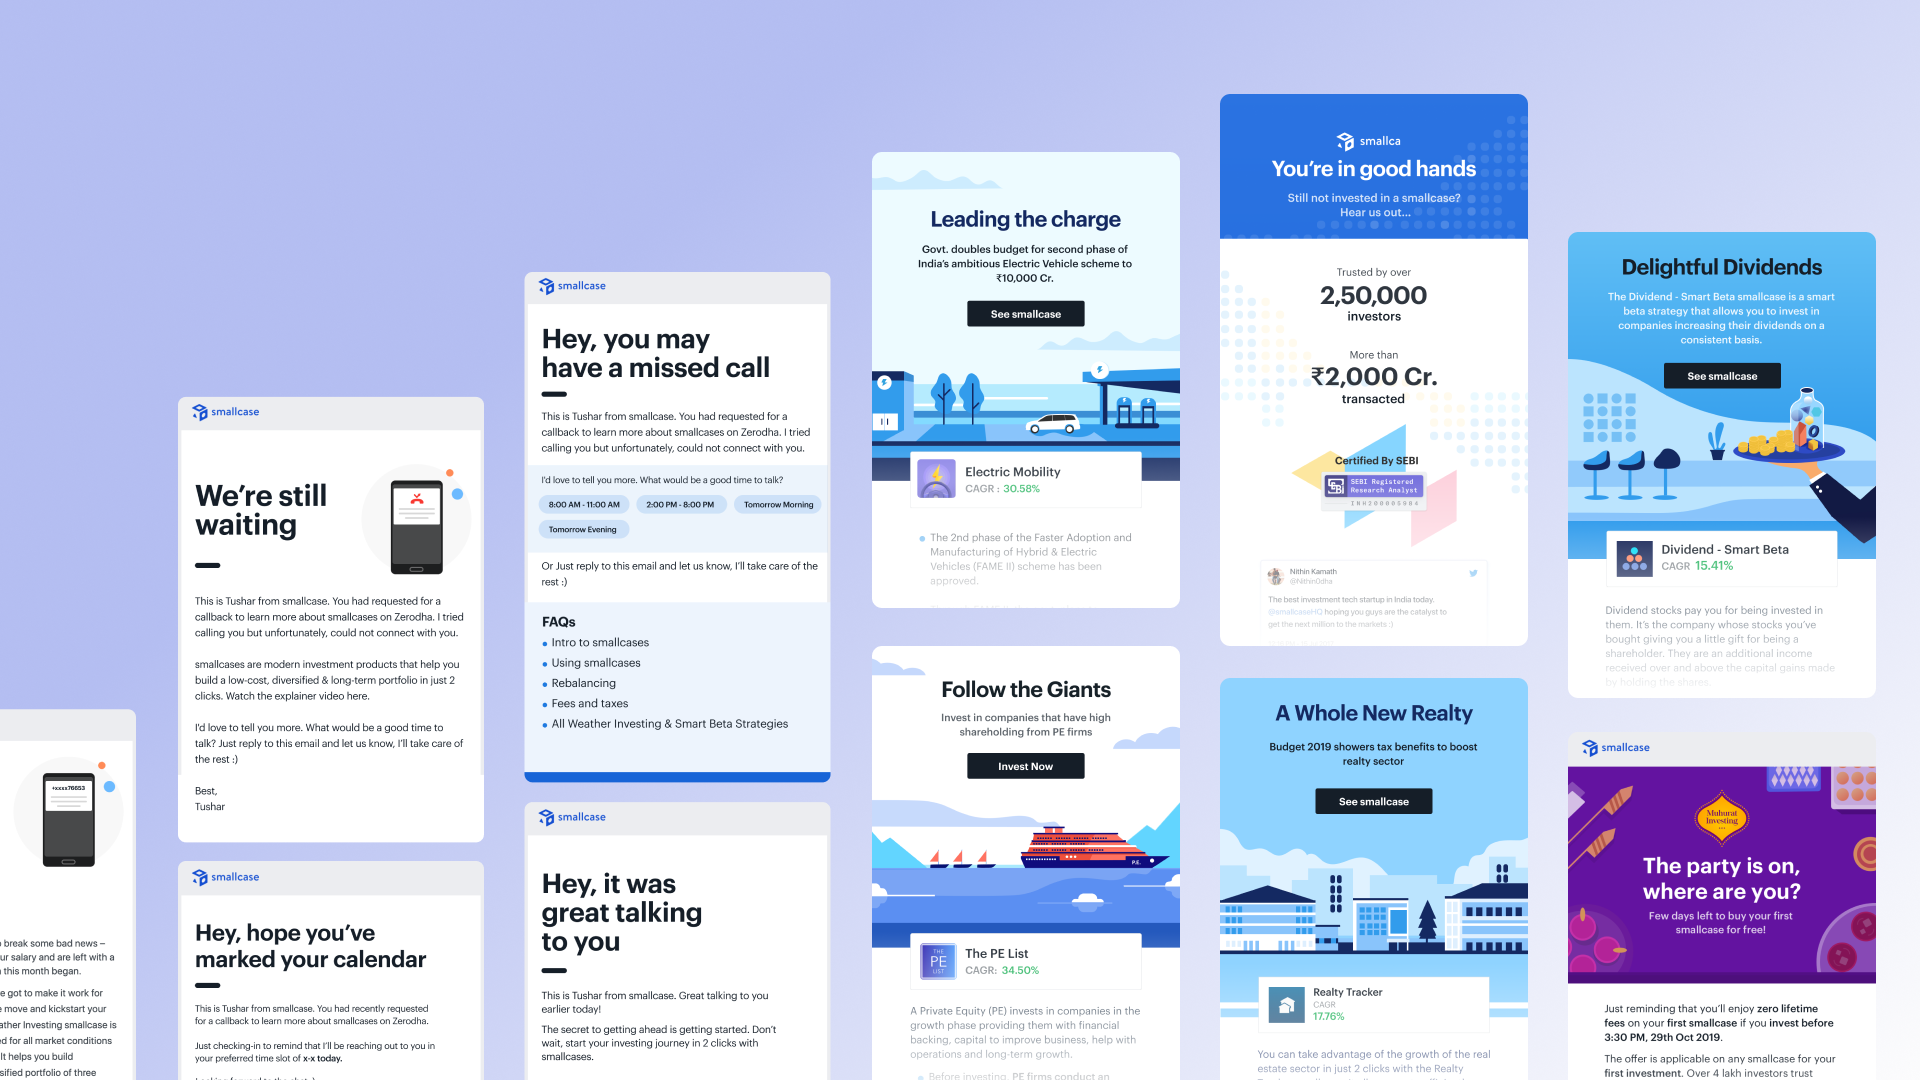 +xxxx76653
o break some bad news –
ur salary and are left with a
n this month began.
e got to make it work for
e move and kickstart your
ather Investing smallcase is
ed for all market conditions
It helps you build
sified portfolio of three
smallcase
We're still
waiting
This is Tushar from smallcase. You had requested for a
callback to learn more about smallcases on Zerodha. I tried
calling you but unfortunately, could not connect with you.
smallcases are modern investment products that help you
build a low-cost, diversified & long-term portfolio in just 2
clicks. Watch the explainer video here.
I'd love to tell you more. What would be a good time to
talk? Just reply to this email and let us know, I'll take care of
the rest :)
Best,
Tushar
smallcase
Hey, hope you've
marked your calendar
This is Tushar from smallcase. You had recently requested
for a callback to learn more about smallcases on Zerodha.
Just checking-in to remind that I'll be reaching out to you in
your preferred time slot of x-x today.
smallcase
Hey, you may
have a missed call
This is Tushar from smallcase. You had requested for a
callback to learn more about smallcases on Zerodha. I tried
calling you but unfortunately, could not connect with you.
I'd love to tell you more. What would be a good time to talk?
8:00 AM - 11:00 AM
2:00 PM - 8:00 PM
Tomorrow Morning
Tomorrow Evening
Or Just reply to this email and let us know, I'll take care of the
rest :)
FAQs
Intro to smallcases
Using smallcases
Rebalancing
Fees and taxes
All Weather Investing & Smart Beta Strategies
smallcase
Hey, it was
great talking
to you
This is Tushar from smallcase. Great talking to you
earlier today!
The secret to getting ahead is getting started. Don't
wait, start your investing journey in 2 clicks with
smallcases.
Leading the charge
Govt. doubles budget for second phase of
India's ambitious Electric Vehicle scheme to
₹10,000 Cr.
See smallcase
Electric Mobility
CAGR : 30.58%
The 2nd phase of the Faster Adoption and
Manufacturing of Hybrid & Electric
Vehicles (FAME II) scheme has been
approved.
Follow the Giants
Invest in companies that have high
shareholding from PE firms
Invest Now
P.E.
THE
PE
LIST
The PE List
CAGR: 34.50%
A Private Equity (PE) invests in companies in the
growth phase providing them with financial
backing, capital to improve business, help with
operations and long-term growth.
Before investing, PE firms conduct an
smallca
You're in good hands
Still not invested in a smallcase?
Hear us out...
Trusted by over
2,50,000
investors
More than
₹2,000 Cr.
transacted
Certified By SEBI
SEBI Registered
Research Analyst
Nithin Kamath
@Nithin0dha
The best investment tech startup in India today.
@smallcaseHQ hoping you guys are the catalyst to
get the next million to the markets :)
A Whole New Realty
Budget 2019 showers tax benefits to boost
realty sector
See smallcase
Realty Tracker
CAGR
17.76%
You can take advantage of the growth of the real
estate sector in just 2 clicks with the Realty
Delightful Dividends
The Dividend - Smart Beta smallcase is a smart
beta strategy that allows you to invest in
companies increasing their dividends on a
consistent basis.
See smallcase
Dividend - Smart Beta
CAGR 15.41%
Dividend stocks pay you for being invested in
them. It's the company whose stocks you've
bought giving you a little gift for being a
shareholder. They are an additional income
received over and above the capital gains made
by holding the shares.
smallcase
Muhurat
Investing
The party is on,
where are you?
Few days left to buy your first
smallcase for free!
Just reminding that you'll enjoy zero lifetime
fees on your first smallcase if you invest before
3:30 PM, 29th Oct 2019.
The offer is applicable on any smallcase for your
first investment. Over 4 lakh investors trust